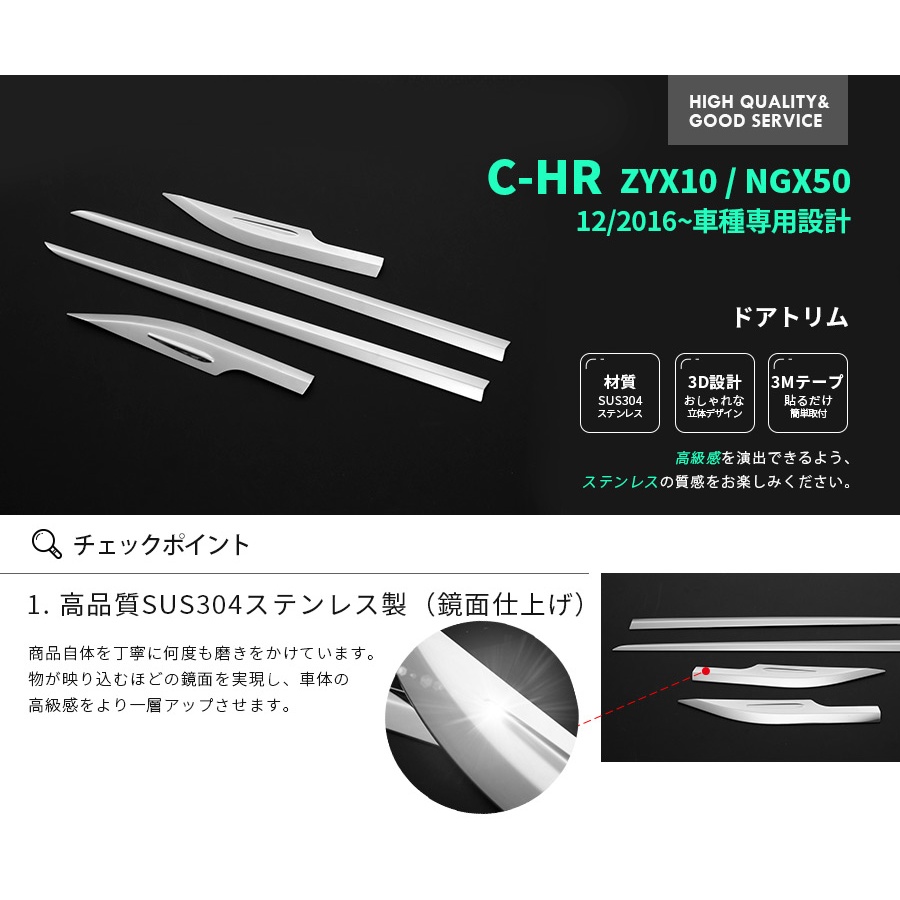 HIGH QUALITY&
GOOD SERVICE
C-HR ZYX10 / NGX50
12/2016~車種専用設計
ドアトリム
材質
SUS304
ステンレス
3D設計
おしゃれな
立体デザイン
3Mテープ
貼るだけ
簡単取付
高級感を演出できるよう、
ステンレスの質感をお楽しみください。
チェックポイント
1. 高品質SUS304ステンレス製（鏡面仕上げ）
商品自体を丁寧に何度も磨きをかけています。
物が映り込むほどの鏡面を実現し、車体の
高級感をより一層アップさせます。